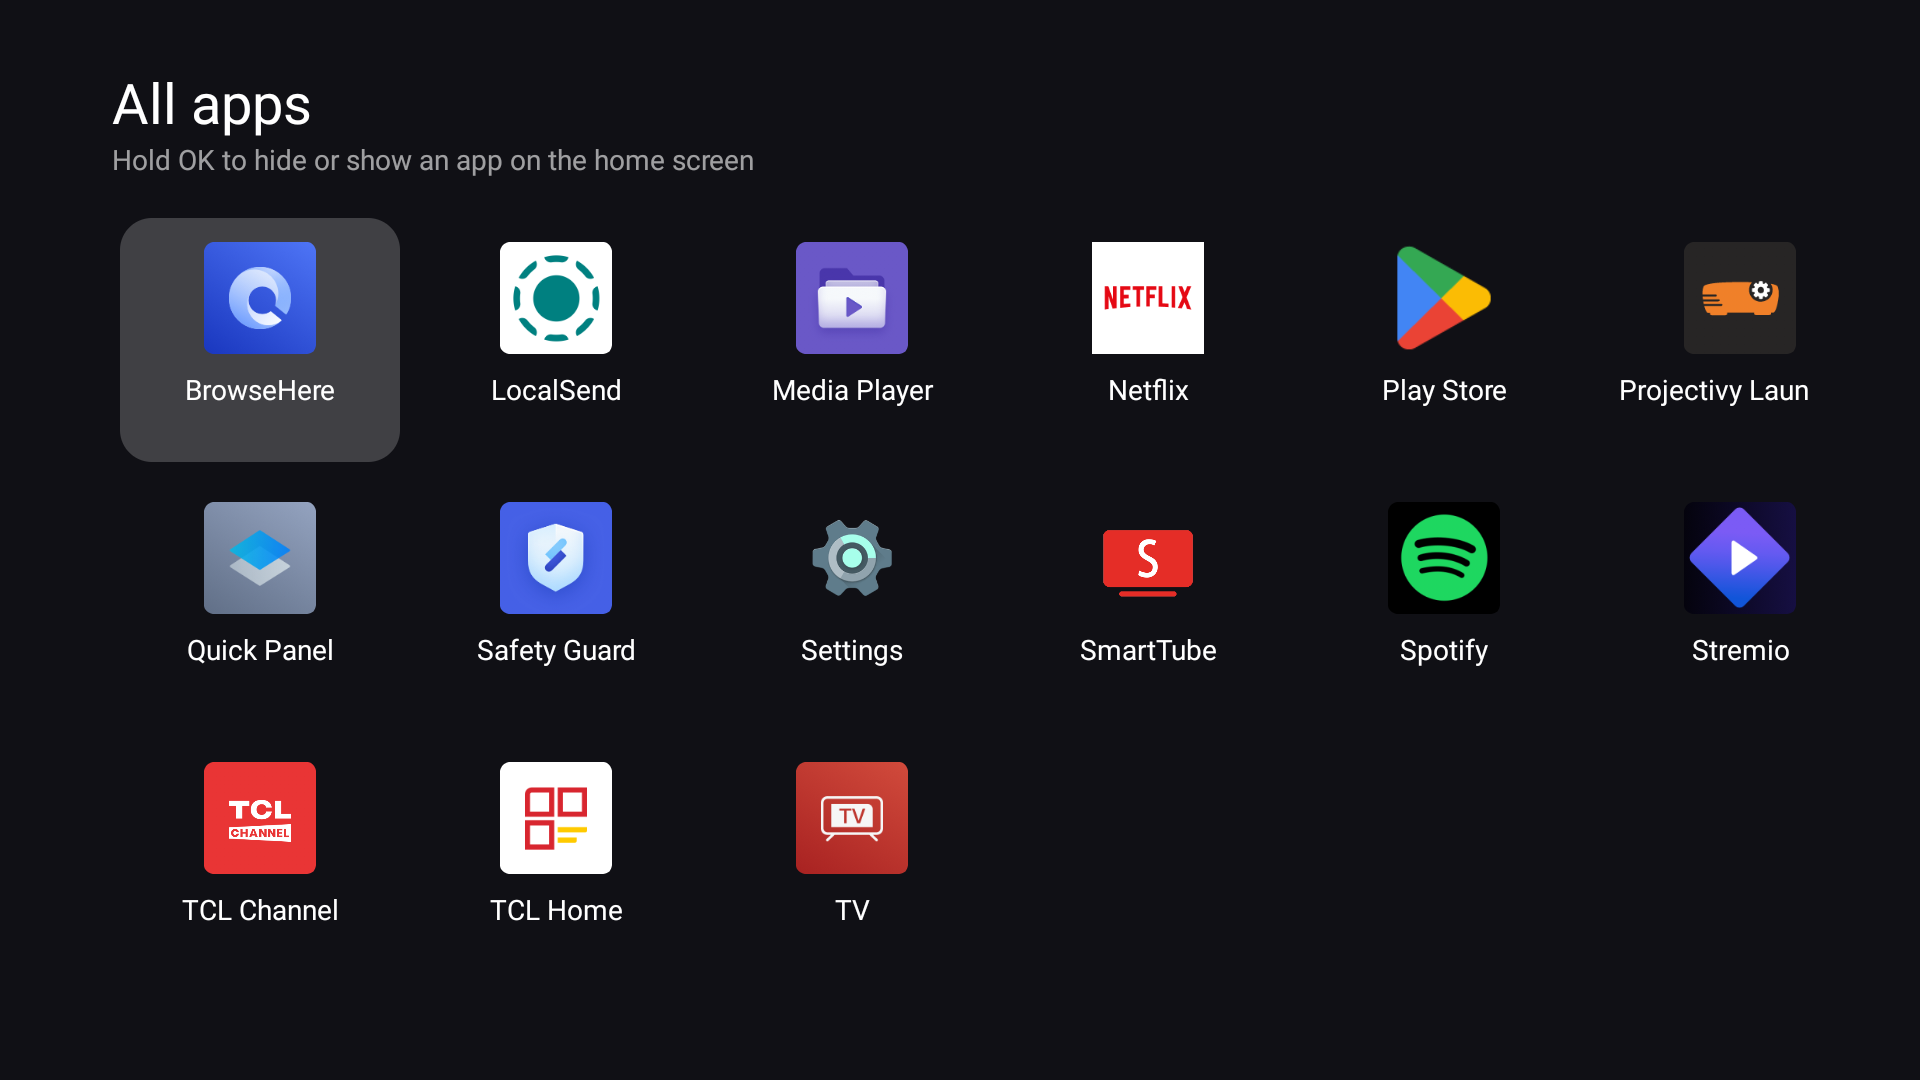 All apps
Hold OK to hide or show an app on the home screen
NETFLIX
BrowseHere
LocalSend
Media Player
Netflix
Play Store
Projectivy Laun
S
Quick Panel
Safety Guard
Settings
SmartTube
Spotify
Stremio
TCL
CHANNEL
TV
TCL Channel
TCL Home
TV